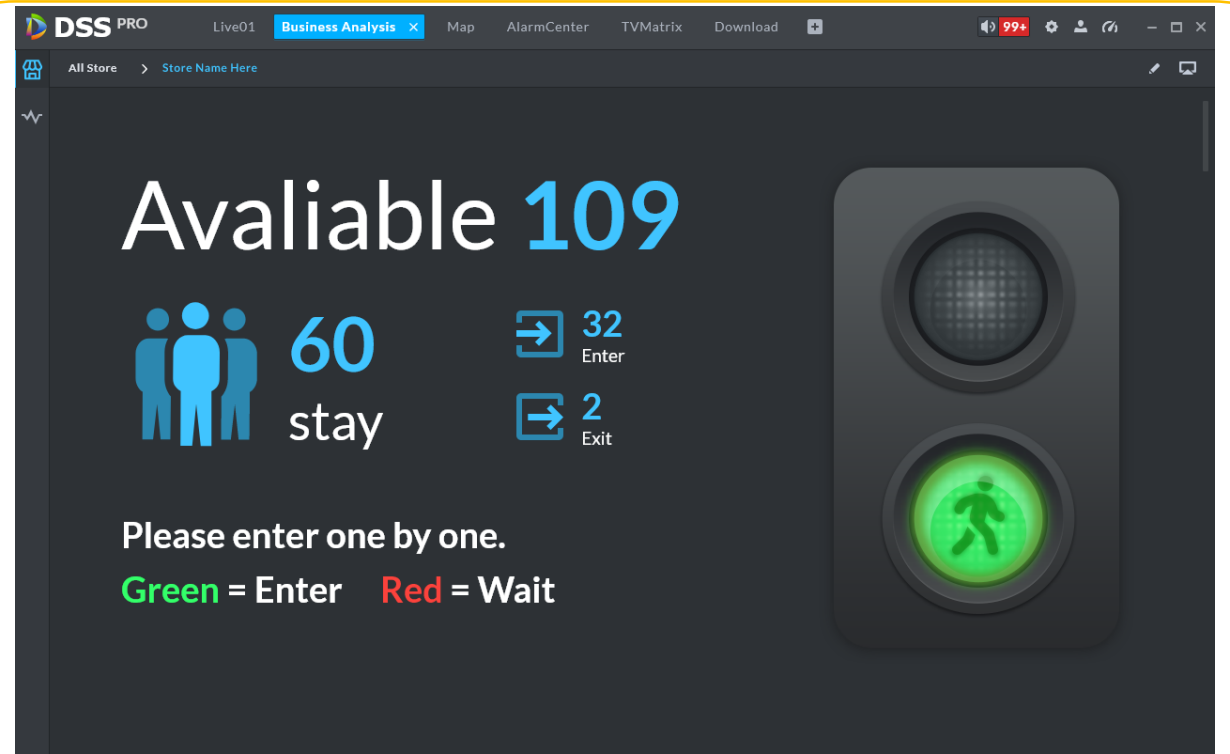 DSS PRO Live01 Business Analysis × Map AlarmCenter TVMatrix Download 99+
All Store > Store Name Here
Avaliable 109
60
stay
32
Enter
2
Exit
Please enter one by one.
Green = Enter Red = Wait